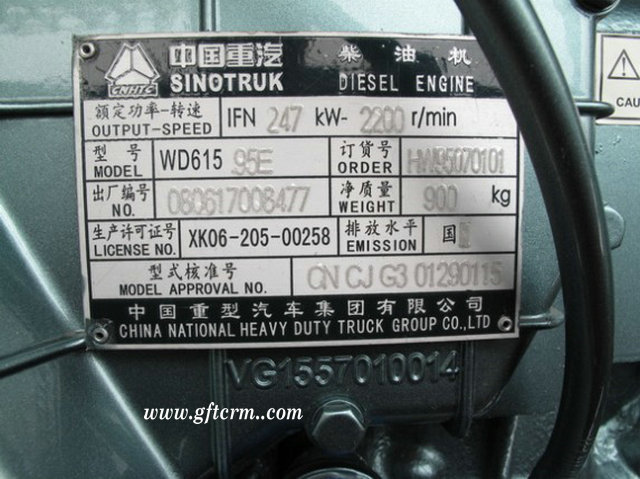 CNHTC
中国重汽 柴油机
SINOTRUK DIESEL ENGINE
额定功率-转速 IFN 247 kW- 2200 r/min
OUTPUT-SPEED
型号 WD615 95E 订货号 HW95070101
MODEL ORDER
出厂编号 080617008477 净质量 900 kg
NO. WEIGHT
生产许可证号 XK06-205-00258 排放水平 国
LICENSE NO. EMISSION
型式核准号 CN CJ G3 01290115
MODEL APPROVAL NO.
中国重型汽车集团有限公司
CHINA NATIONAL HEAVY DUTY TRUCK GROUP CO.,LTD
VG1557010014
www.gftcrm..com
CAU